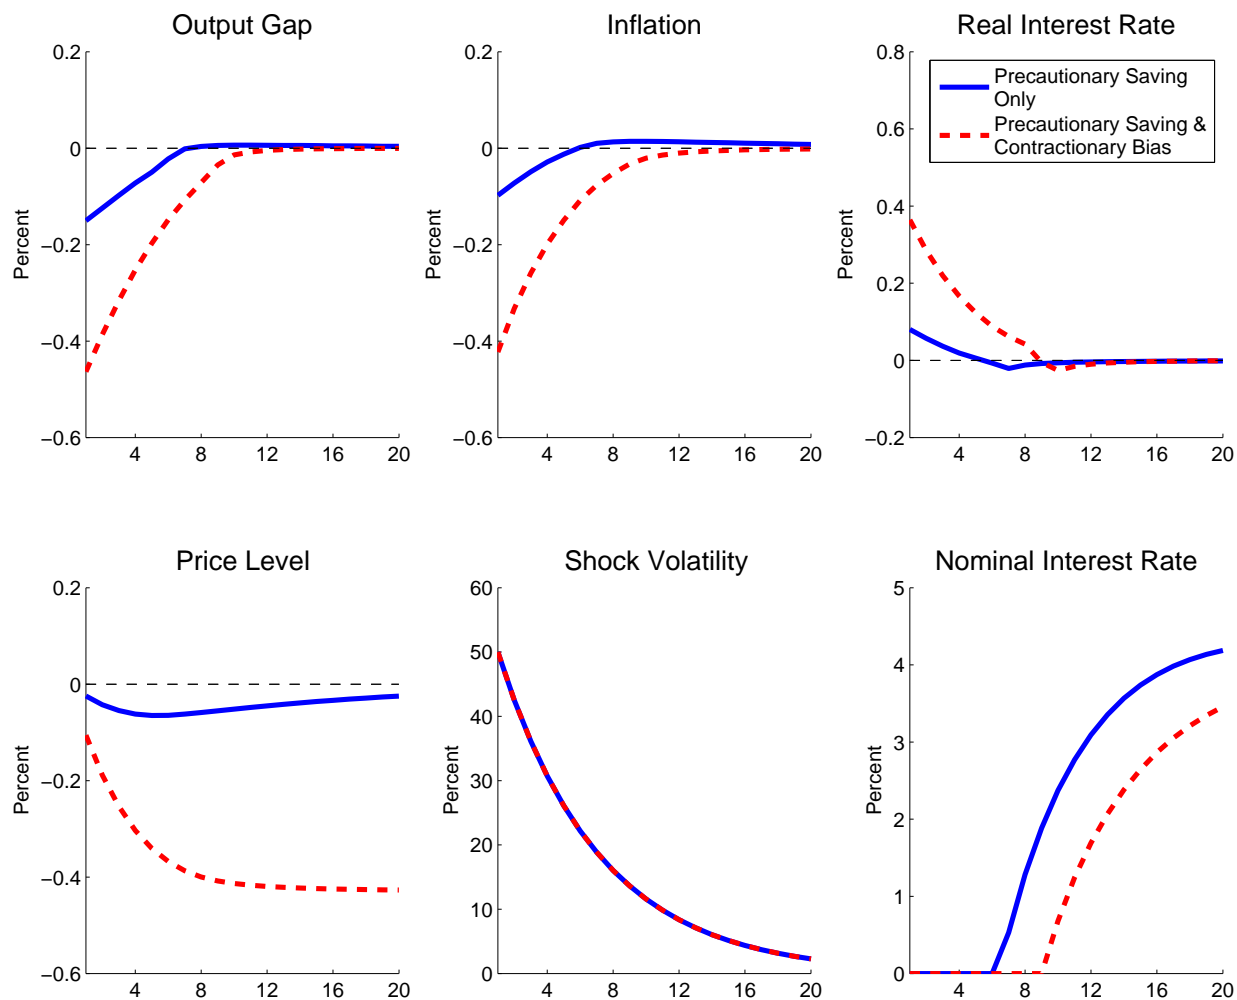 Output Gap
0.2
0
−0.2
−0.4
−0.6
Percent
4 8 12 16 20
Inflation
0.2
0
−0.2
−0.4
−0.6
Percent
4 8 12 16 20
Real Interest Rate
0.8
0.6
0.4
0.2
0
−0.2
Percent
Precautionary Saving
Only
Precautionary Saving &
Contractionary Bias
4 8 12 16 20
Price Level
0.2
0
−0.2
−0.4
−0.6
Percent
4 8 12 16 20
Shock Volatility
60
50
40
30
20
10
0
Percent
4 8 12 16 20
Nominal Interest Rate
5
4
3
2
1
0
Percent
4 8 12 16 20